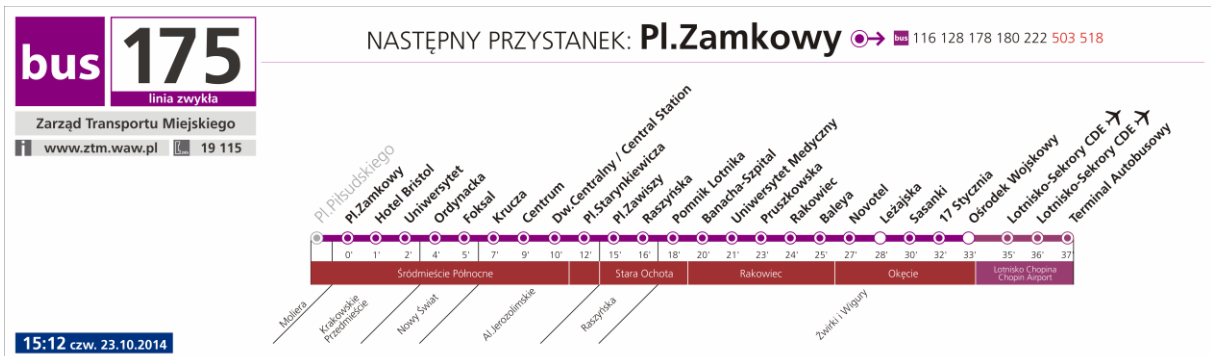 bus 175
linia zwykła
Zarząd Transportu Miejskiego
i www.ztm.waw.pl 19 115
NASTĘPNY PRZYSTANEK: Pl.Zamkowy bus 116 128 178 180 222 503 518
Pl.Piłsudskiego
Pl.Zamkowy
Hotel Bristol
Uniwersytet
Ordynacka
Foksal
Krucza
Centrum
Dw.Centralny / Central Station
Pl.Starynkiewicza
Pl.Zawiszy
Raszyńska
Pomnik Lotnika
Banacha-Szpital
Uniwersytet Medyczny
Pruszkowska
Rakowiec
Baleya
Novotel
Leżajska
Sasanki
17 Stycznia
Ośrodek Wojskowy
Lotnisko-Sekrory CDE
Lotnisko-Sekrory CDE
Terminal Autobusowy
0' 1' 2' 4' 5' 7' 9' 10' 12' 15' 16' 18' 20' 21' 23' 24' 25' 27' 28' 30' 32' 33' 35' 36' 37'
Śródmieście Północne Stara Ochota Rakowiec Okęcie Lotnisko Chopina
Chopin Airport
Moliera
Krakowskie
Przedmieście
Nowy Świat
Al.Jerozolimskie
Raszyńska
Żwirki i Wigury
15:12 czw. 23.10.2014